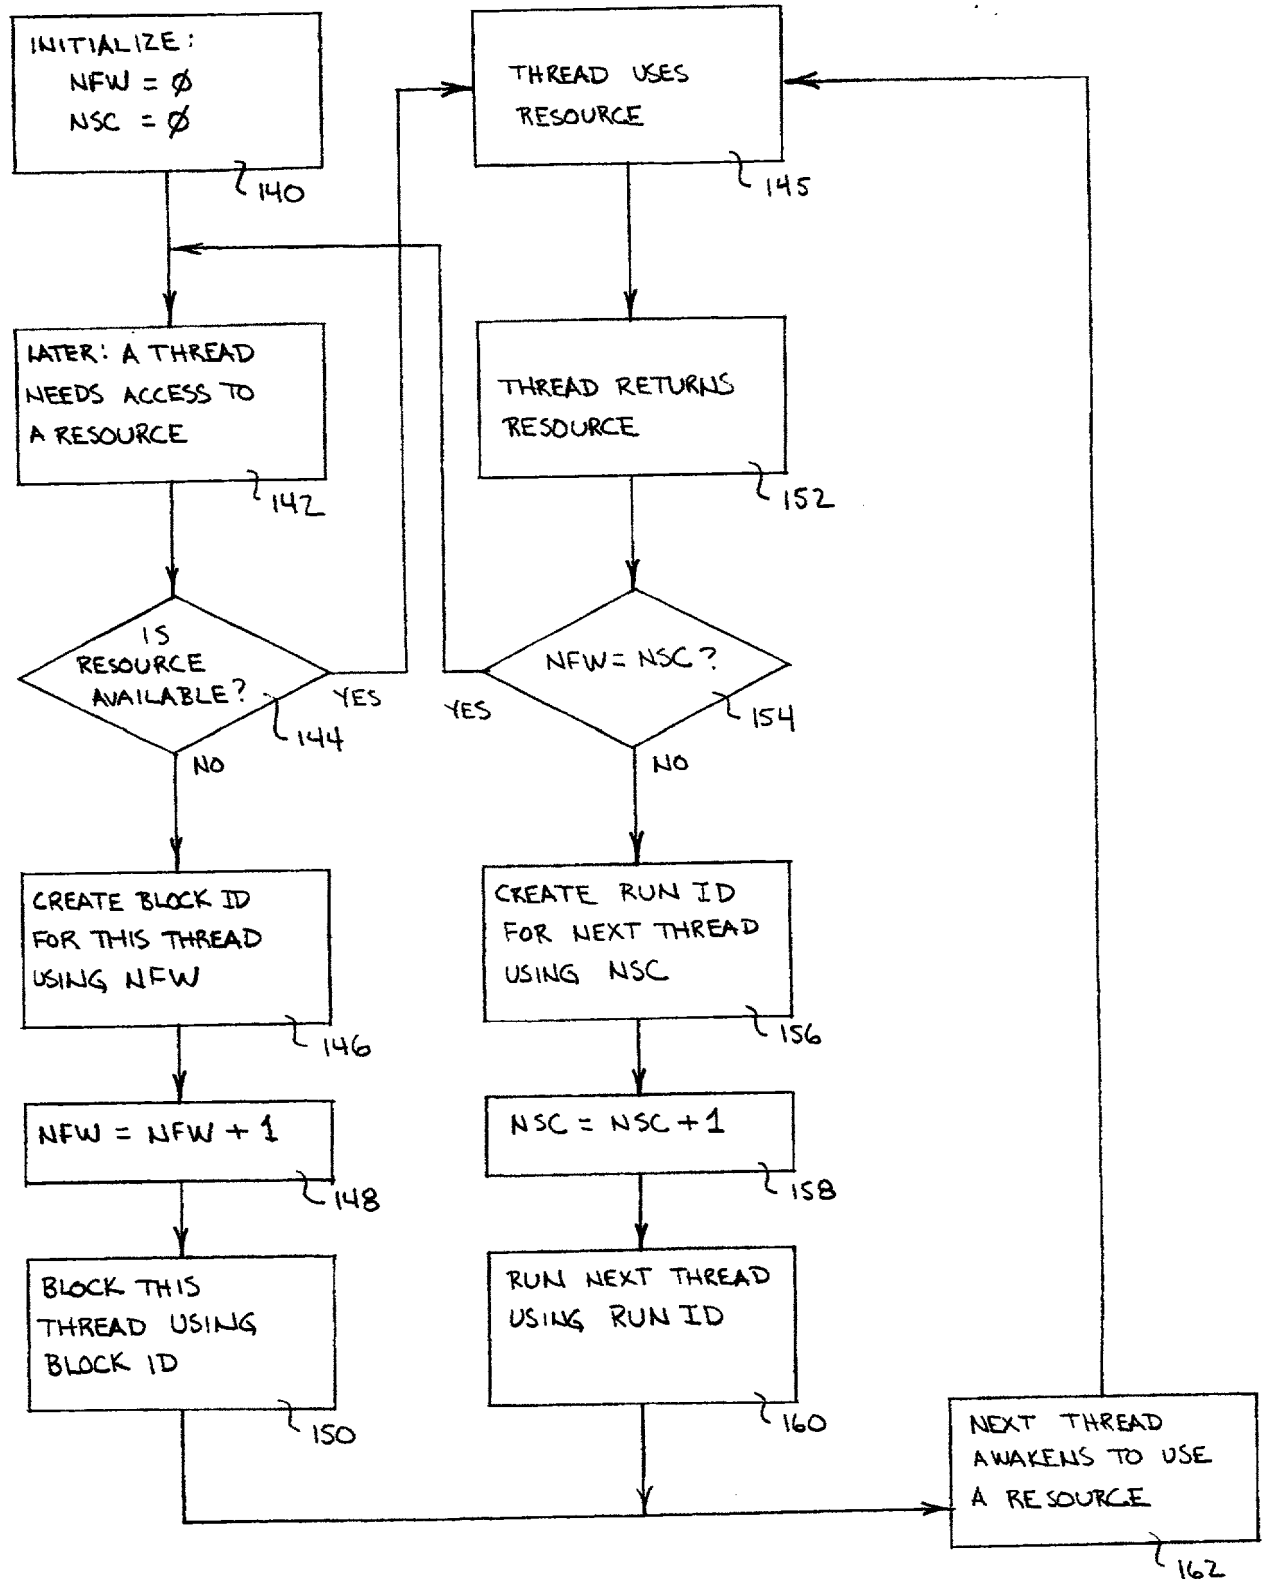 INITIALIZE:
NFW = Ø
NSC = Ø
140
LATER: A THREAD
NEEDS ACCESS TO
A RESOURCE
142
IS
RESOURCE
AVAILABLE?
144
YES
NO
CREATE BLOCK ID
FOR THIS THREAD
USING NFW
146
NFW = NFW + 1
148
BLOCK THIS
THREAD USING
BLOCK ID
150
THREAD USES
RESOURCE
145
THREAD RETURNS
RESOURCE
152
NFW = NSC?
154
YES
NO
CREATE RUN ID
FOR NEXT THREAD
USING NSC
156
NSC = NSC + 1
158
RUN NEXT THREAD
USING RUN ID
160
NEXT THREAD
AWAKENS TO USE
A RESOURCE
162